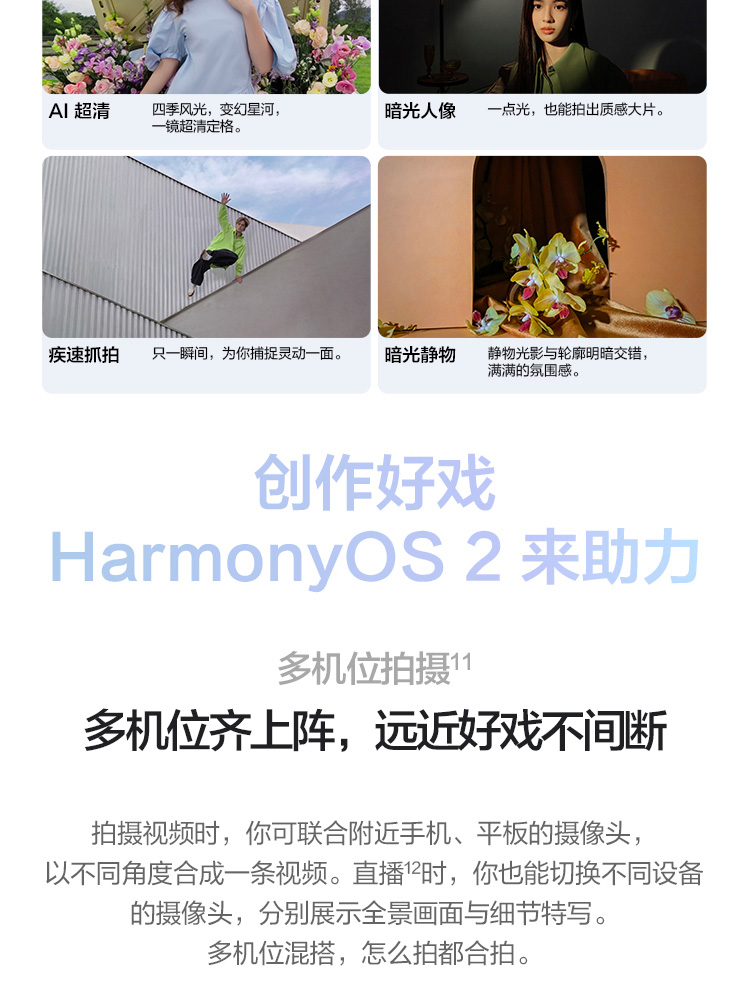 AI 超清
四季风光，变幻星河，
一镜超清定格。
暗光人像
一点光，也能拍出质感大片。
疾速抓拍
只一瞬间，为你捕捉灵动一面。
暗光静物
静物光影与轮廓明暗交错，
满满的氛围感。
创作好戏
HarmonyOS 2 来助力
多机位拍摄11
多机位齐上阵，远近好戏不间断
拍摄视频时，你可联合附近手机、平板的摄像头，
以不同角度合成一条视频。直播12时，你也能切换不同设备
的摄像头，分别展示全景画面与细节特写。
多机位混搭，怎么拍都合拍。